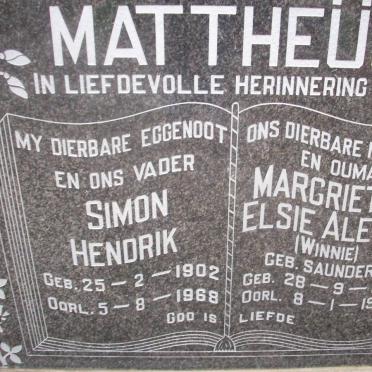 MATTHEÜ
IN LIEFDEVOLLE HERINNERING
MY DIERBARE EGGENOOT
EN ONS VADER
SIMON
HENDRIK
GEB. 25 – 2 – 1902
OORL. 5 – 8 – 1968
ONS DIERBARE
EN OUMA
MARGRIET
ELSIE ALE
(WINNIE)
GEB. SAUNDER
GEB. 28 – 9 –
OORL. 8 – 1 – 1
GOD IS LIEFDE